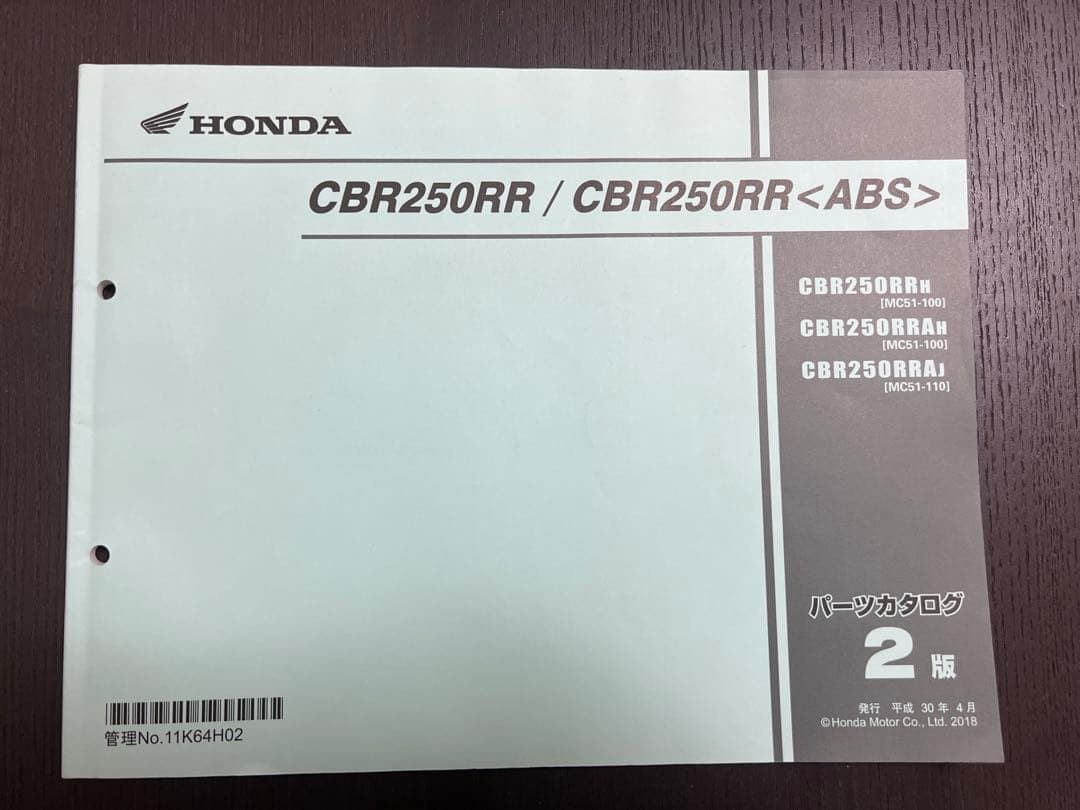 HONDA
CBR250RR / CBR250RR<ABS>
CBR250RRH
[MC51-100]
CBR250RRAH
[MC51-100]
CBR250RRAJ
[MC51-110]
パーツカタログ
2版
発行 平成 30 年 4 月
©Honda Motor Co., Ltd. 2018
管理No.11K64H02